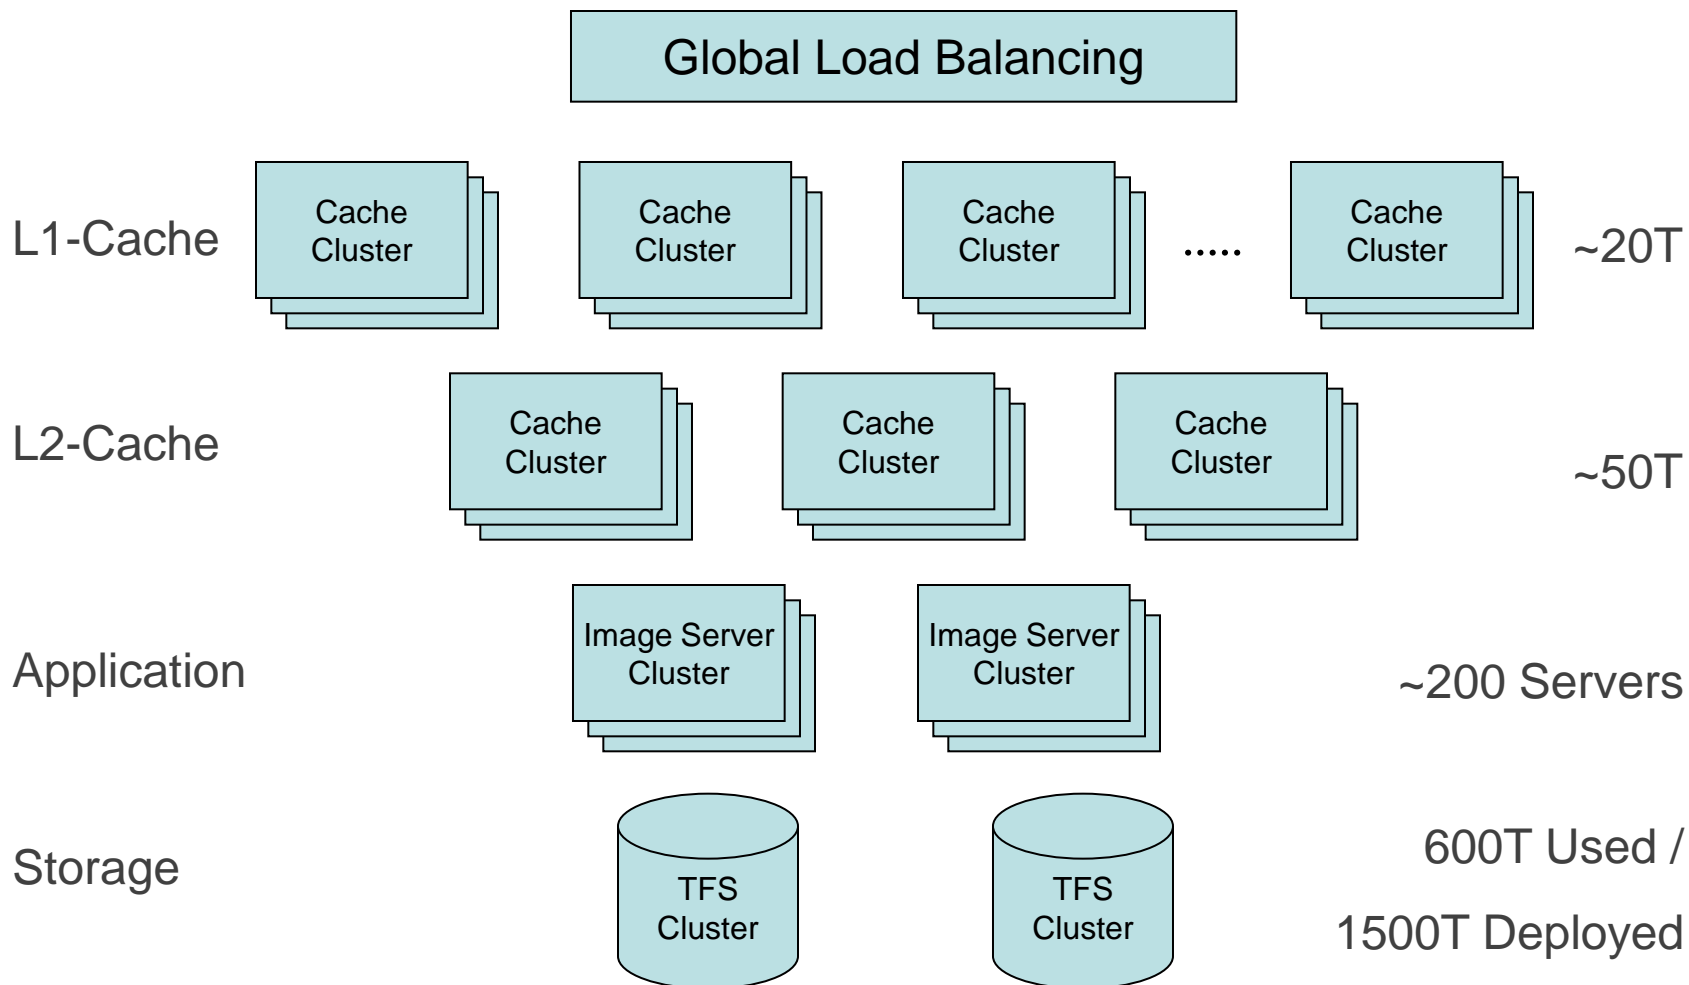 Global Load Balancing
L1-Cache
Cache
Cluster
Cache
Cluster
Cache
Cluster
.....
Cache
Cluster
~20T
L2-Cache
Cache
Cluster
Cache
Cluster
Cache
Cluster
~50T
Application
Image Server
Cluster
Image Server
Cluster
~200 Servers
Storage
TFS
Cluster
TFS
Cluster
600T Used /
1500T Deployed